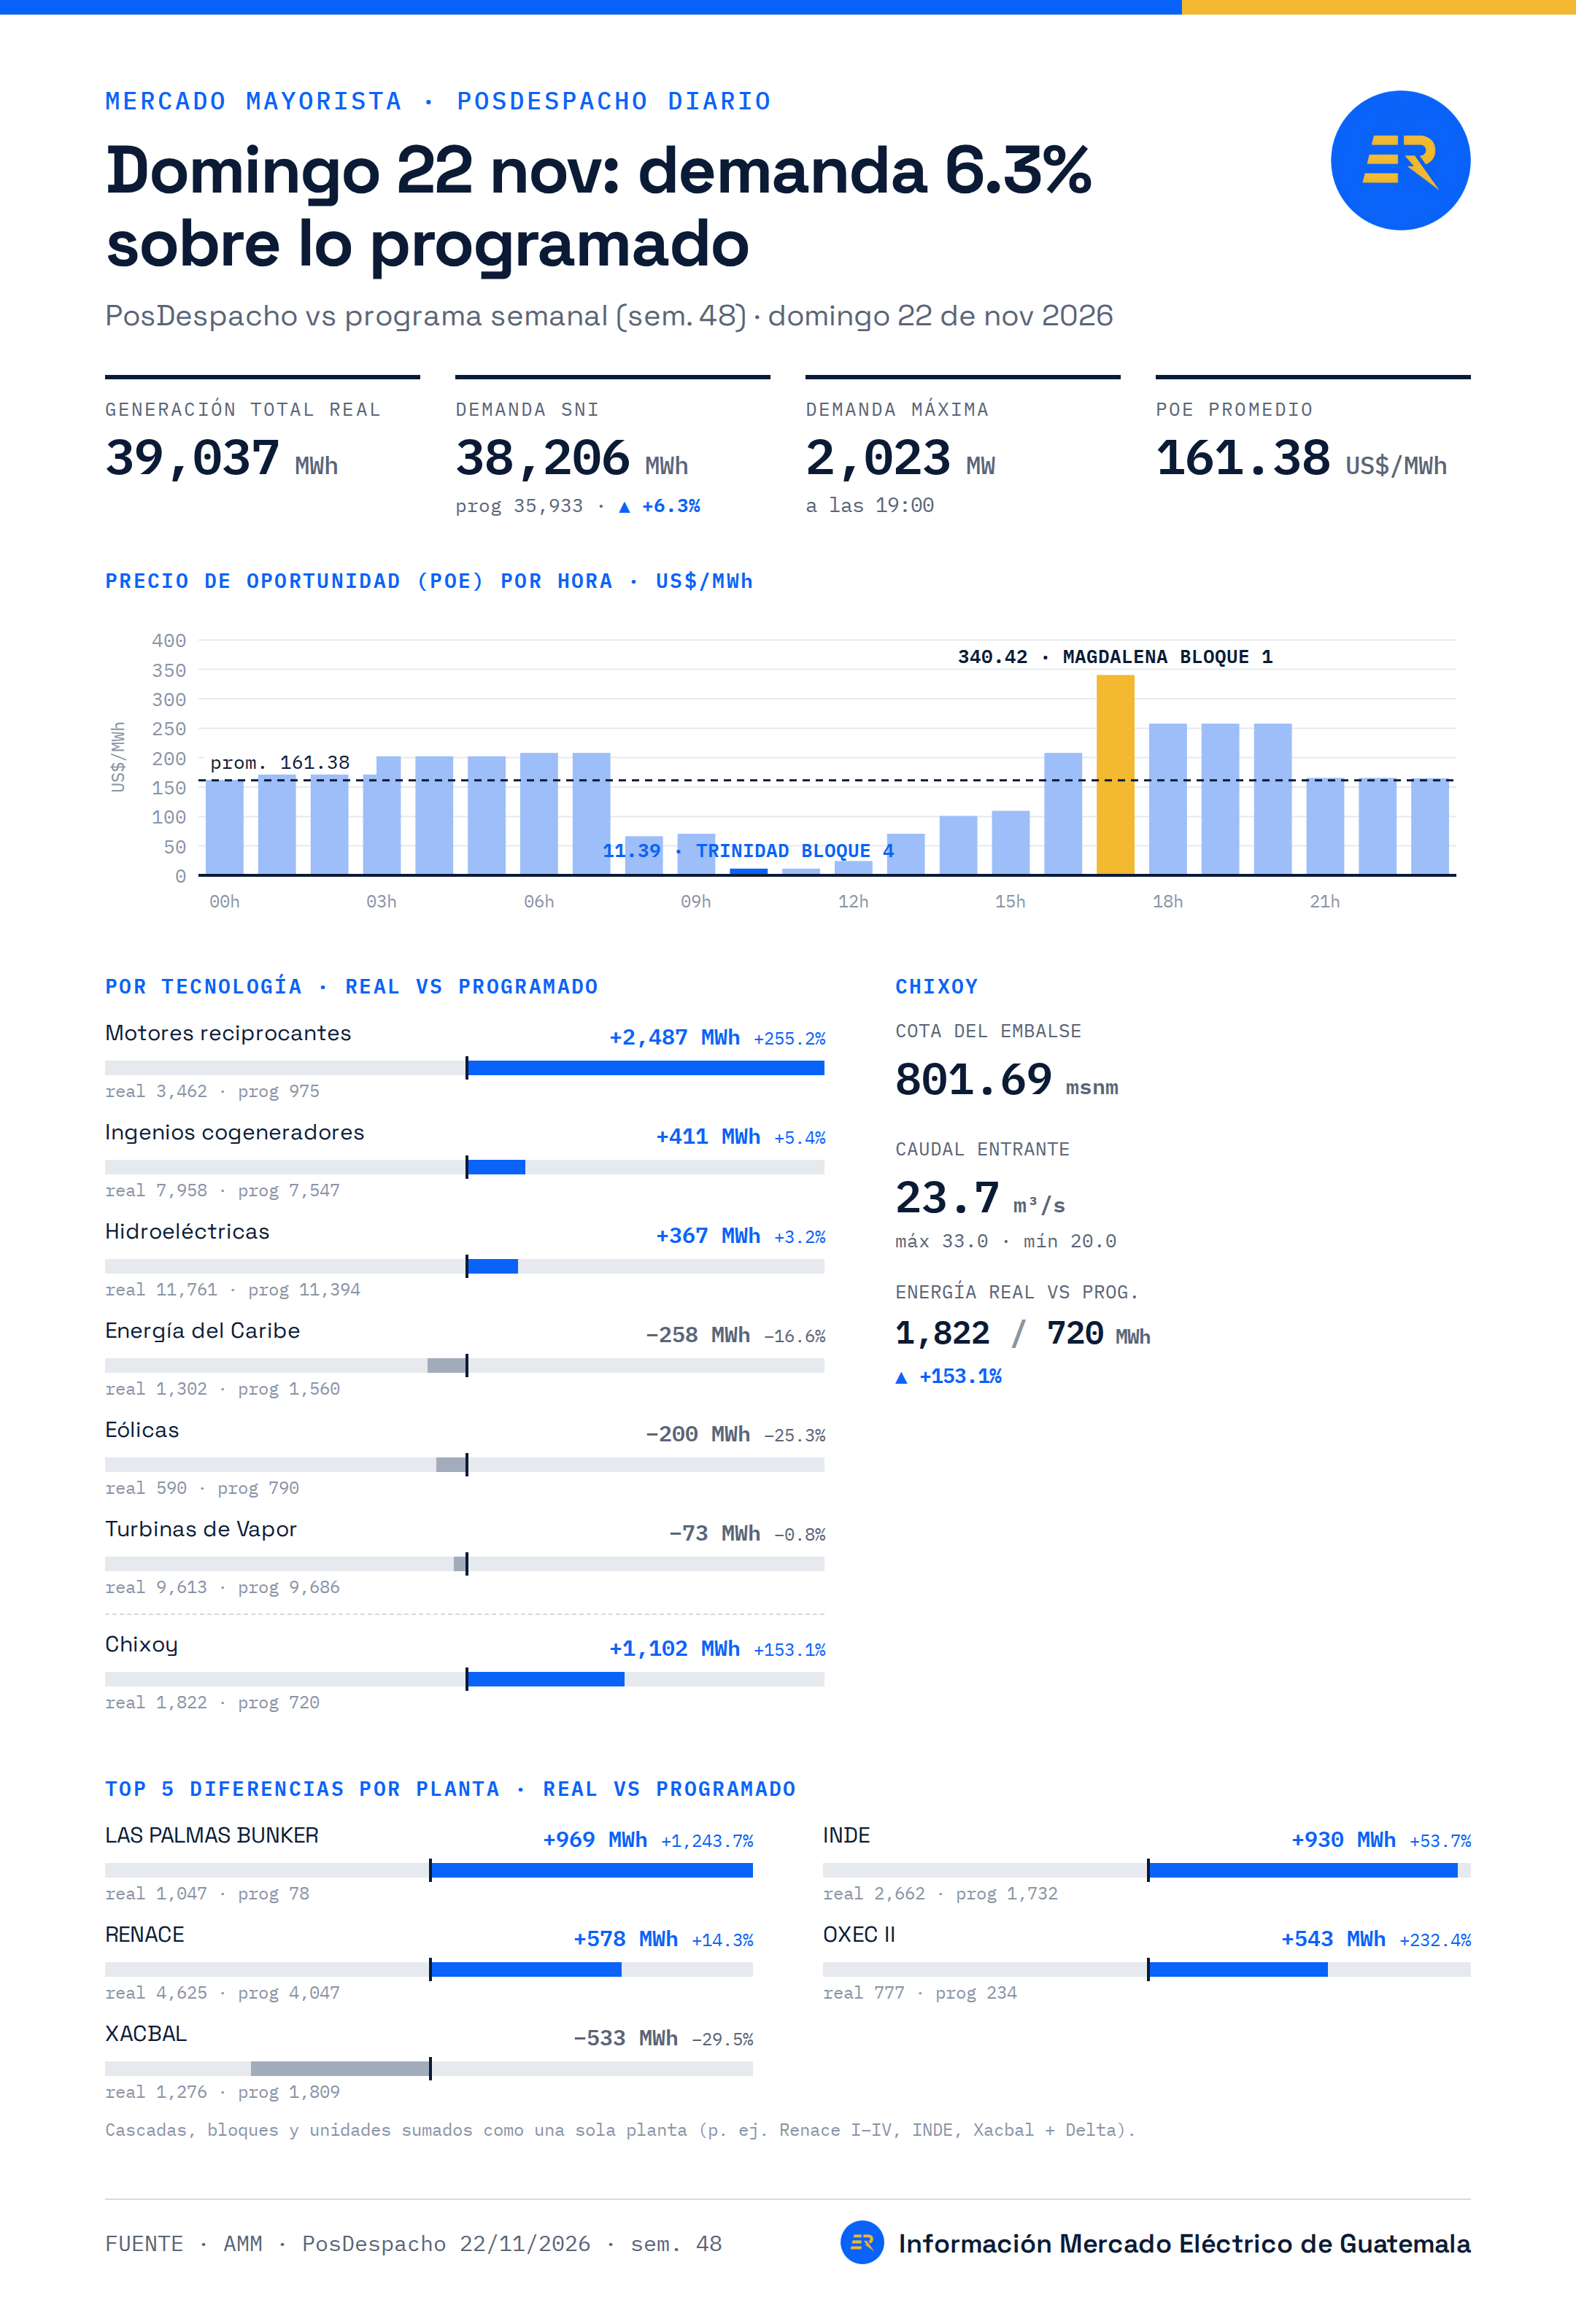 MERCADO MAYORISTA · POSDESPACHO DIARIO
Domingo 22 nov: demanda 6.3%
sobre lo programado
PosDespacho vs programa semanal (sem. 48) · domingo 22 de nov 2026
ER
GENERACIÓN TOTAL REAL
39,037 MWh
DEMANDA SNI
38,206 MWh
prog 35,933 · ▲ +6.3%
DEMANDA MÁXIMA
2,023 MW
a las 19:00
POE PROMEDIO
161.38 US$/MWh
PRECIO DE OPORTUNIDAD (POE) POR HORA · US$/MWh
US$/MWh
400
350
300
250
200
150
100
50
0
prom. 161.38
340.42 · MAGDALENA BLOQUE 1
11.39 · TRINIDAD BLOQUE 4
00h 03h 06h 09h 12h 15h 18h 21h
POR TECNOLOGÍA · REAL VS PROGRAMADO
Motores reciprocantes +2,487 MWh +255.2%
real 3,462 · prog 975
Ingenios cogeneradores +411 MWh +5.4%
real 7,958 · prog 7,547
Hidroeléctricas +367 MWh +3.2%
real 11,761 · prog 11,394
Energía del Caribe −258 MWh −16.6%
real 1,302 · prog 1,560
Eólicas −200 MWh −25.3%
real 590 · prog 790
Turbinas de Vapor −73 MWh −0.8%
real 9,613 · prog 9,686
Chixoy +1,102 MWh +153.1%
real 1,822 · prog 720
CHIXOY
COTA DEL EMBALSE
801.69 msnm
CAUDAL ENTRANTE
23.7 m³/s
máx 33.0 · mín 20.0
ENERGÍA REAL VS PROG.
1,822 / 720 MWh
▲ +153.1%
TOP 5 DIFERENCIAS POR PLANTA · REAL VS PROGRAMADO
LAS PALMAS BUNKER +969 MWh +1,243.7%
real 1,047 · prog 78
INDE +930 MWh +53.7%
real 2,662 · prog 1,732
RENACE +578 MWh +14.3%
real 4,625 · prog 4,047
OXEC II +543 MWh +232.4%
real 777 · prog 234
XACBAL −533 MWh −29.5%
real 1,276 · prog 1,809
Cascadas, bloques y unidades sumados como una sola planta (p. ej. Renace I–IV, INDE, Xacbal + Delta).
FUENTE · AMM · PosDespacho 22/11/2026 · sem. 48
ER Información Mercado Eléctrico de Guatemala